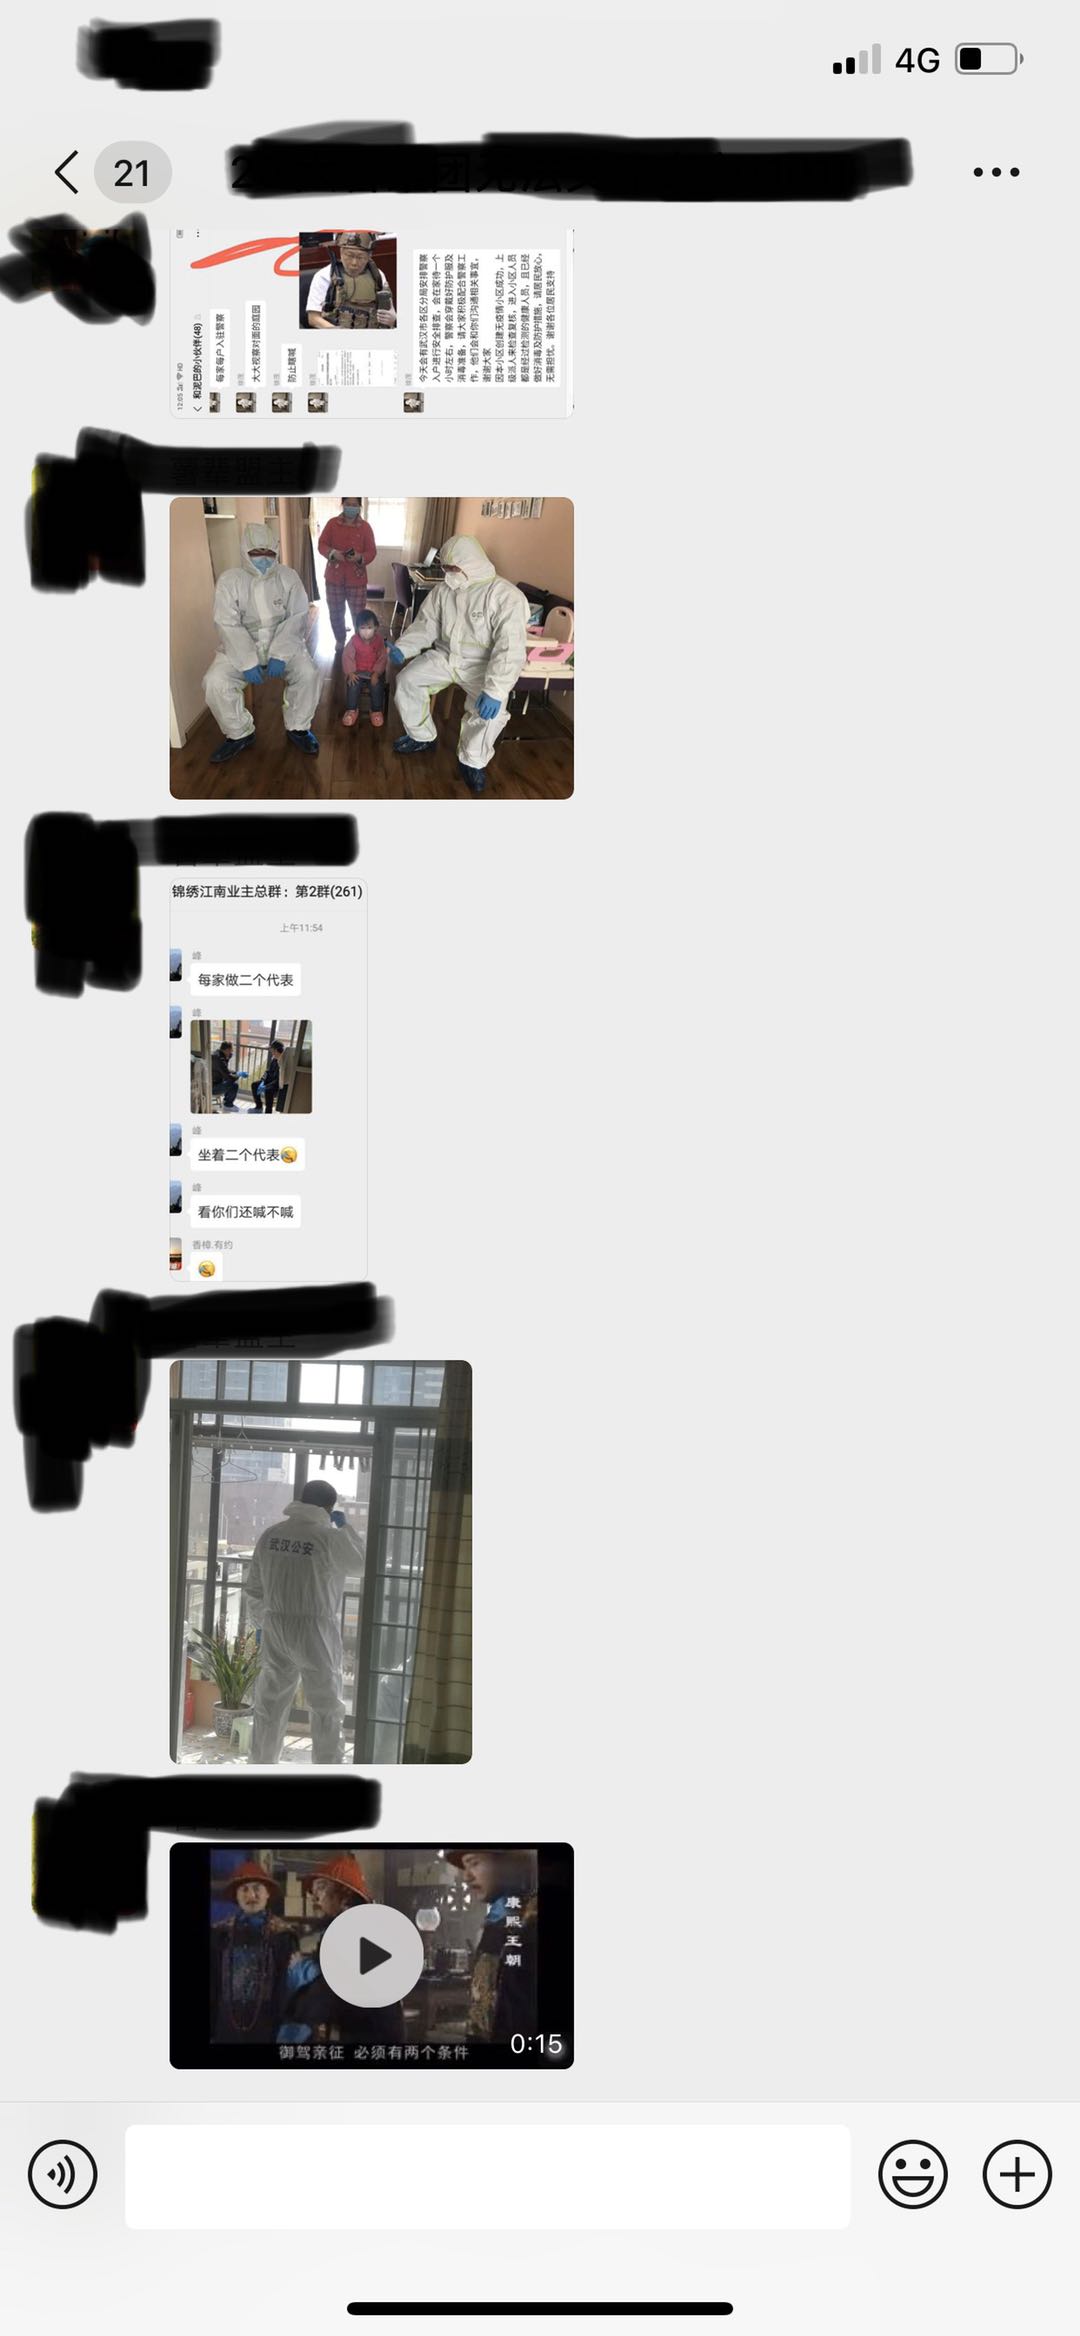 4G
21
12:05
HD
和泥巴的小伙伴(48)
每家每户入驻警察
大大视察对面的庭园
防止喊喊
今天会有武汉市各区分局安排警察
入户进行安全排查，会在家待一个
小时左右，警察会穿戴好防护服及
消毒准备，请大家积极配合警察工
作，他们会和你们沟通相关事宜，
谢谢大家
因本小区创建无疫情小区成功，上
级派人来检查复核，进入小区人员
都是经过检测的健康人员，且已经
做好消毒及防护措施，请居民放心，
无需担忧。谢谢各位居民支持
锦绣江南业主总群：第2群(261)
上午11:54
峰
每家做二个代表
峰
峰
坐着二个代表
峰
看你们还喊不喊
香樟.有约
武汉公安
康熙王朝
御驾亲征 必须有两个条件
0:15